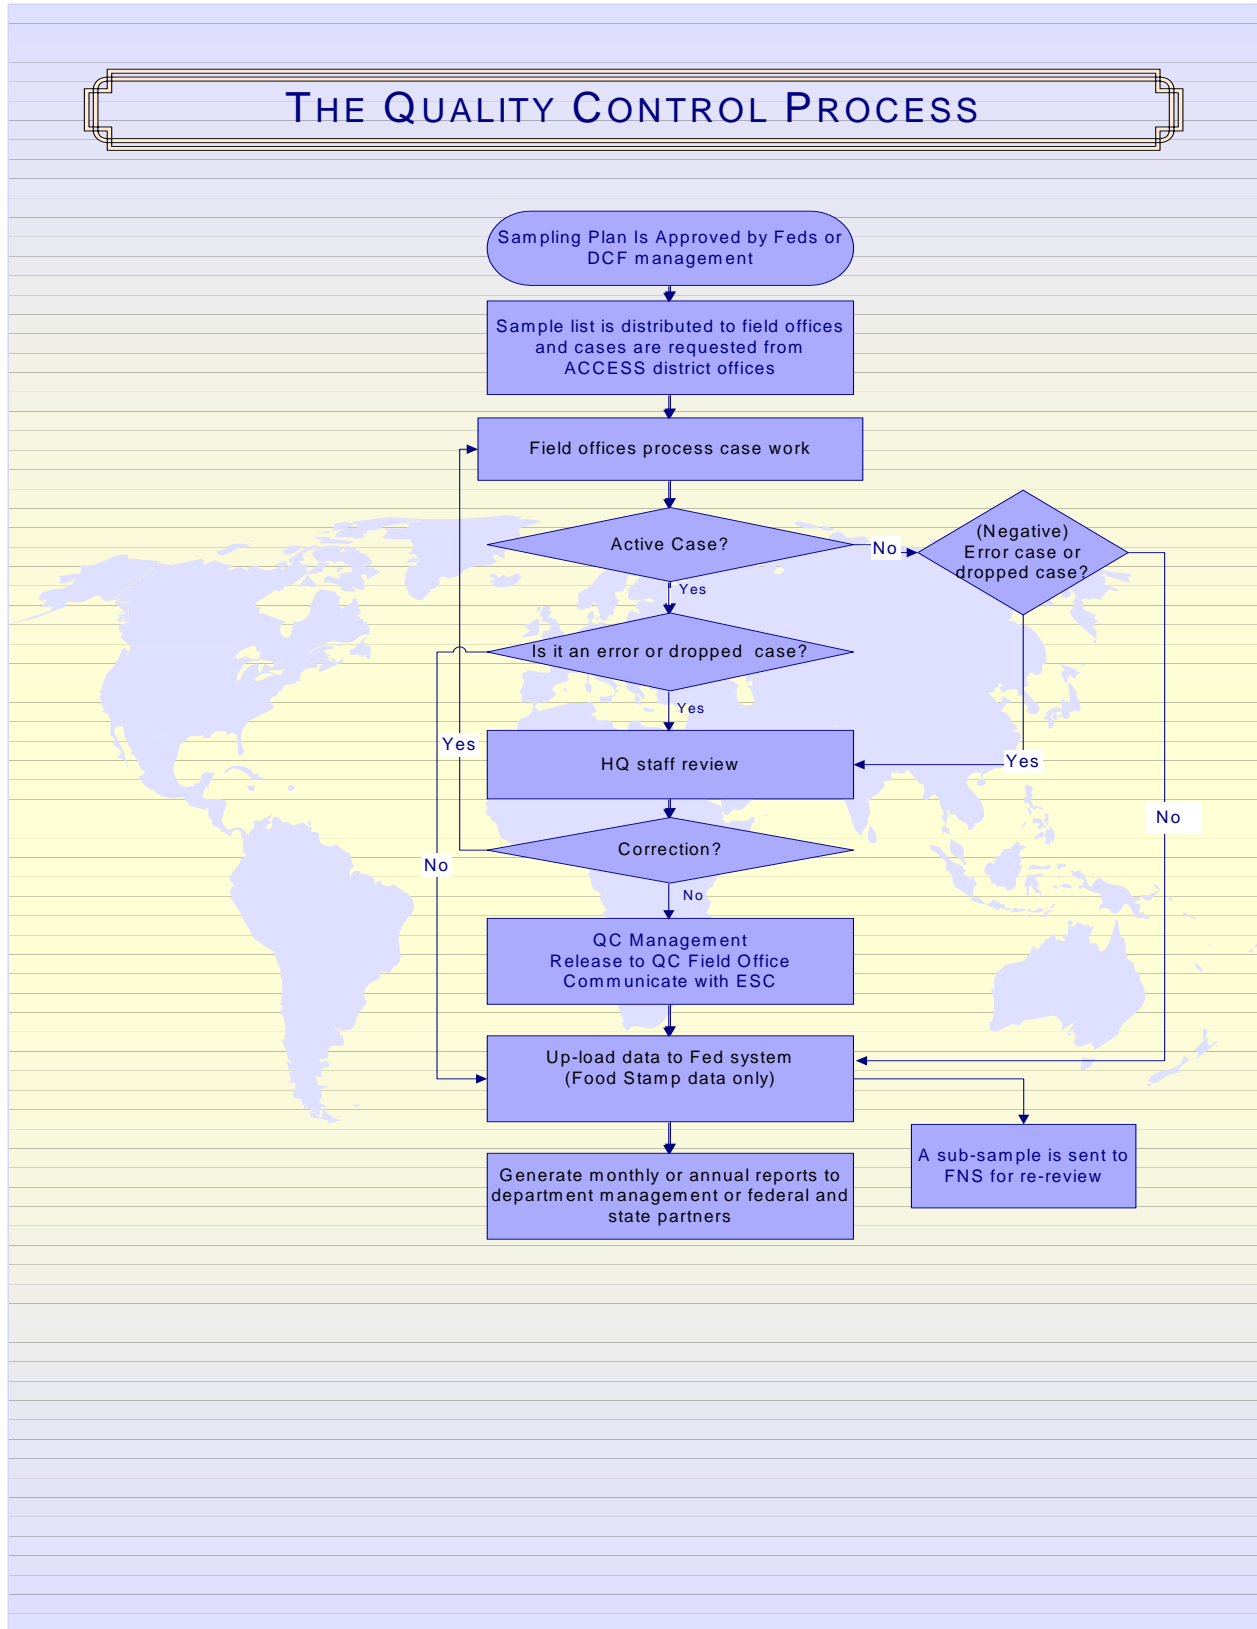 THE QUALITY CONTROL PROCESS
Sampling Plan Is Approved by Feds or
DCF management
Sample list is distributed to field offices
and cases are requested from
ACCESS district offices
Field offices process case work
Active Case?
No
(Negative)
Error case or
dropped case?
Yes
Is it an error or dropped case?
Yes
Yes
HQ staff review
Yes
No
Correction?
No
No
QC Management
Release to QC Field Office
Communicate with ESC
Up-load data to Fed system
(Food Stamp data only)
A sub-sample is sent to
FNS for re-review
Generate monthly or annual reports to
department management or federal and
state partners